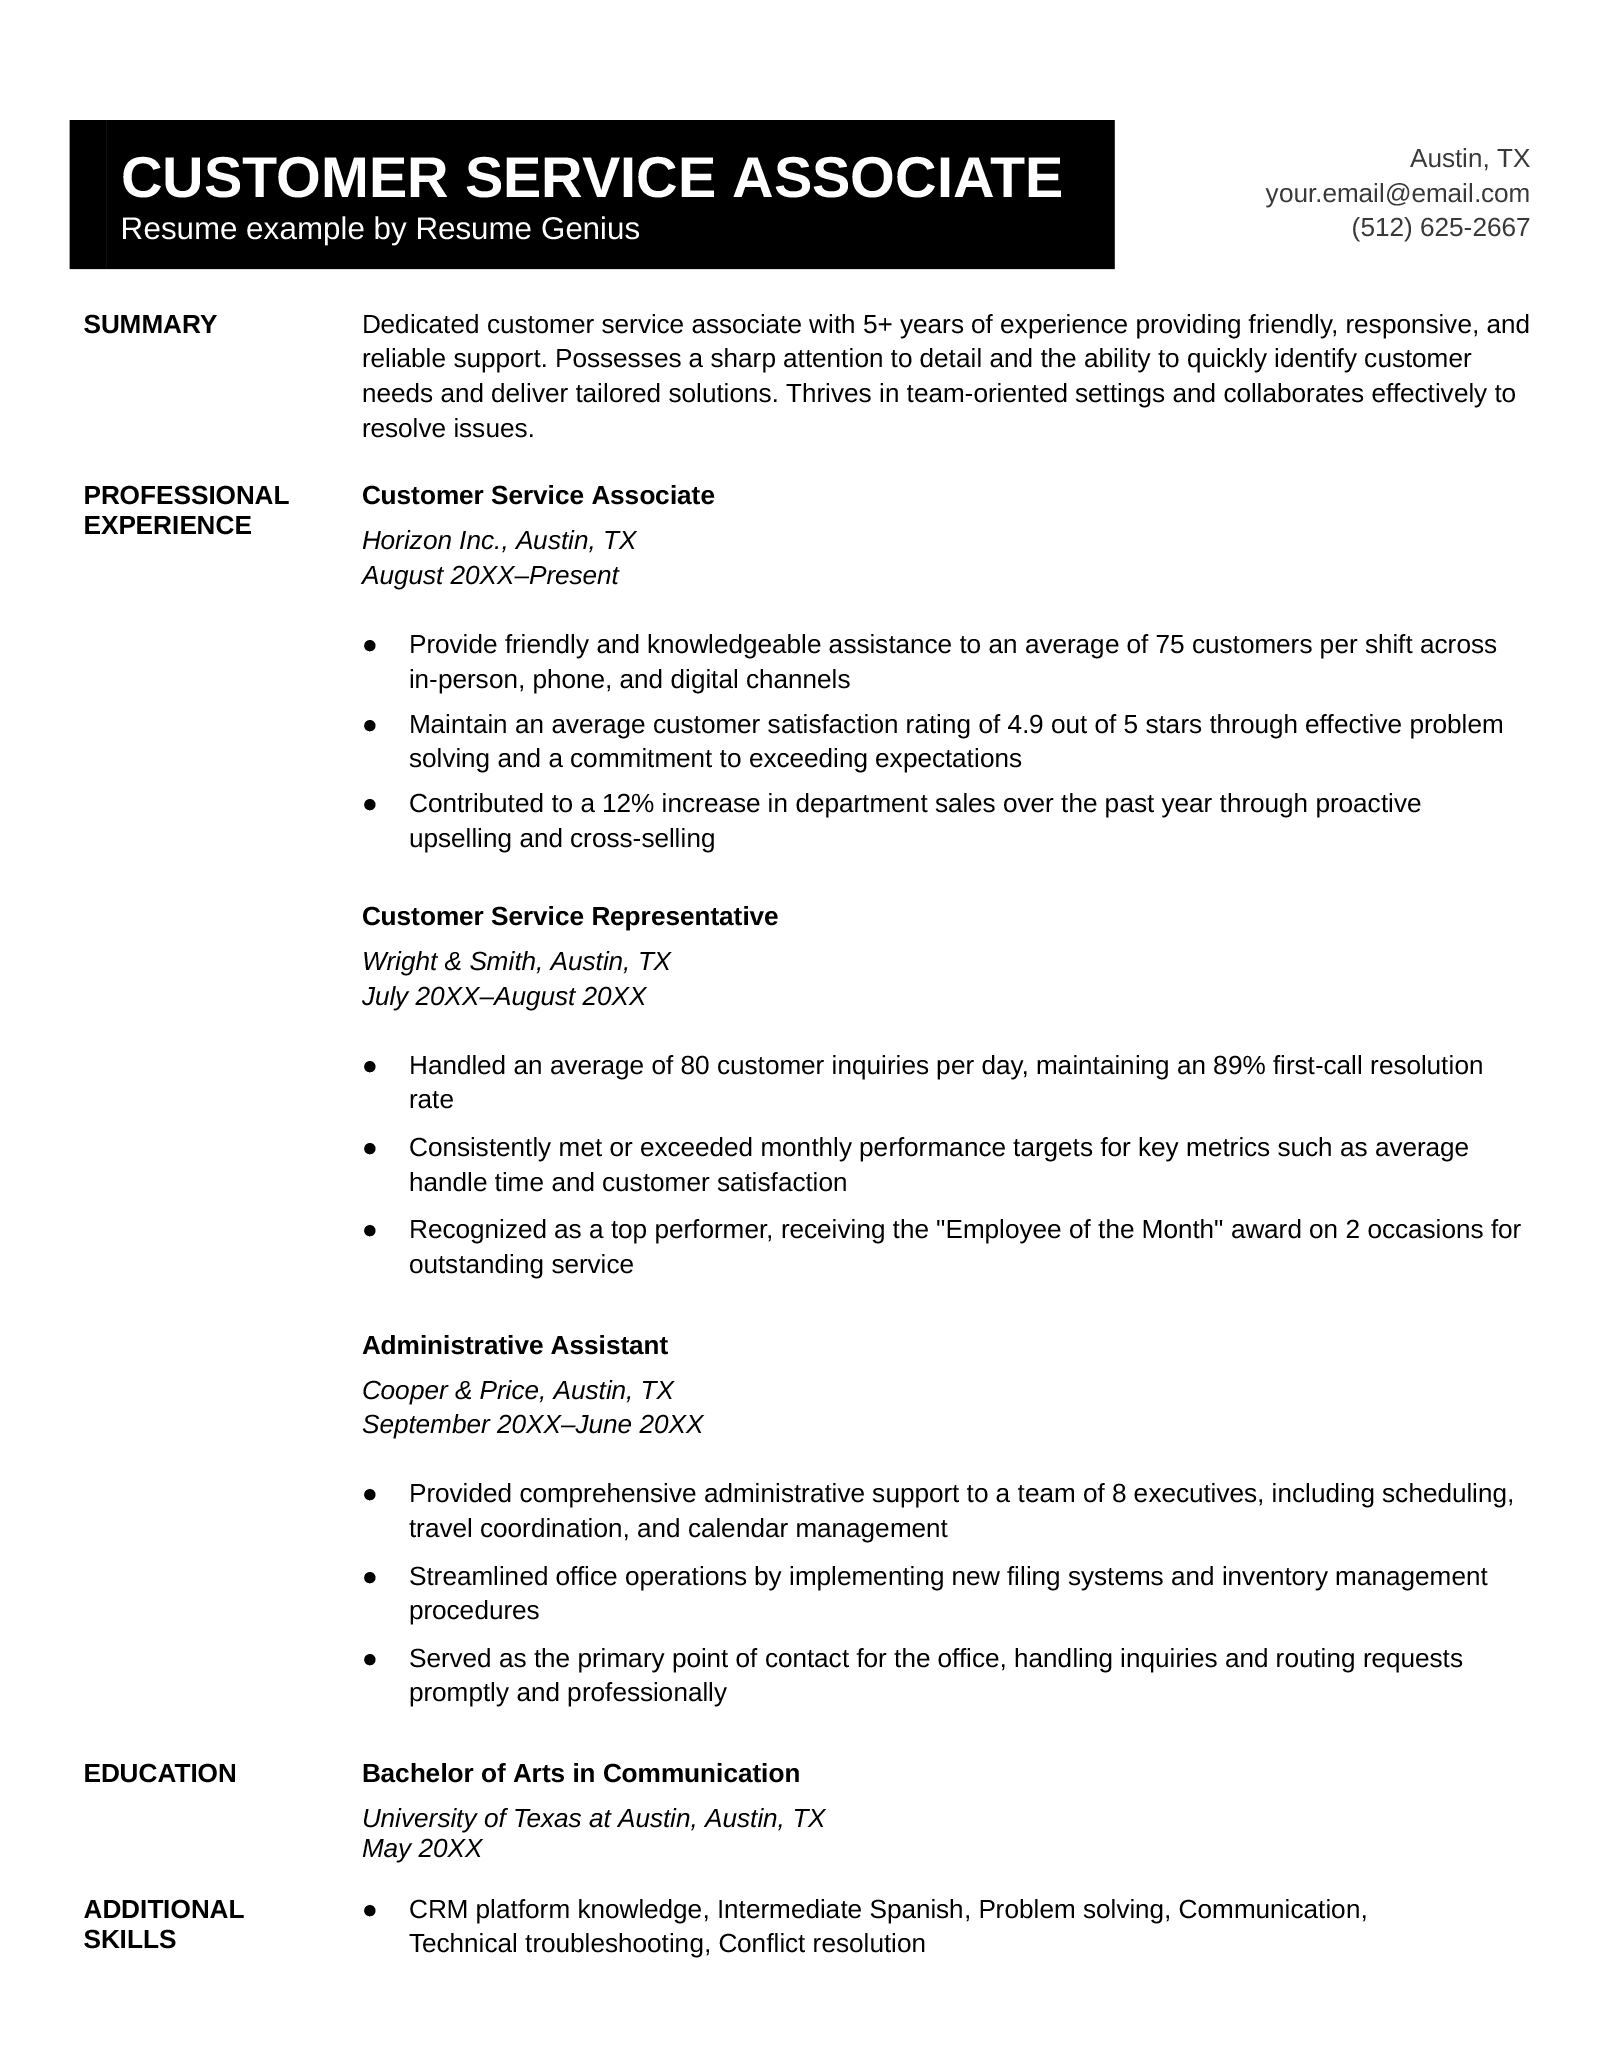 CUSTOMER SERVICE ASSOCIATE
Resume example by Resume Genius
Austin, TX
your.email@email.com
(512) 625-2667
SUMMARY
Dedicated customer service associate with 5+ years of experience providing friendly, responsive, and
reliable support. Possesses a sharp attention to detail and the ability to quickly identify customer
needs and deliver tailored solutions. Thrives in team-oriented settings and collaborates effectively to
resolve issues.
PROFESSIONAL
EXPERIENCE
Customer Service Associate
Horizon Inc., Austin, TX
August 20XX–Present
● Provide friendly and knowledgeable assistance to an average of 75 customers per shift across
in-person, phone, and digital channels
● Maintain an average customer satisfaction rating of 4.9 out of 5 stars through effective problem
solving and a commitment to exceeding expectations
● Contributed to a 12% increase in department sales over the past year through proactive
upselling and cross-selling
Customer Service Representative
Wright & Smith, Austin, TX
July 20XX–August 20XX
● Handled an average of 80 customer inquiries per day, maintaining an 89% first-call resolution
rate
● Consistently met or exceeded monthly performance targets for key metrics such as average
handle time and customer satisfaction
● Recognized as a top performer, receiving the "Employee of the Month" award on 2 occasions for
outstanding service
Administrative Assistant
Cooper & Price, Austin, TX
September 20XX–June 20XX
● Provided comprehensive administrative support to a team of 8 executives, including scheduling,
travel coordination, and calendar management
● Streamlined office operations by implementing new filing systems and inventory management
procedures
● Served as the primary point of contact for the office, handling inquiries and routing requests
promptly and professionally
EDUCATION
Bachelor of Arts in Communication
University of Texas at Austin, Austin, TX
May 20XX
ADDITIONAL
SKILLS
● CRM platform knowledge, Intermediate Spanish, Problem solving, Communication,
Technical troubleshooting, Conflict resolution